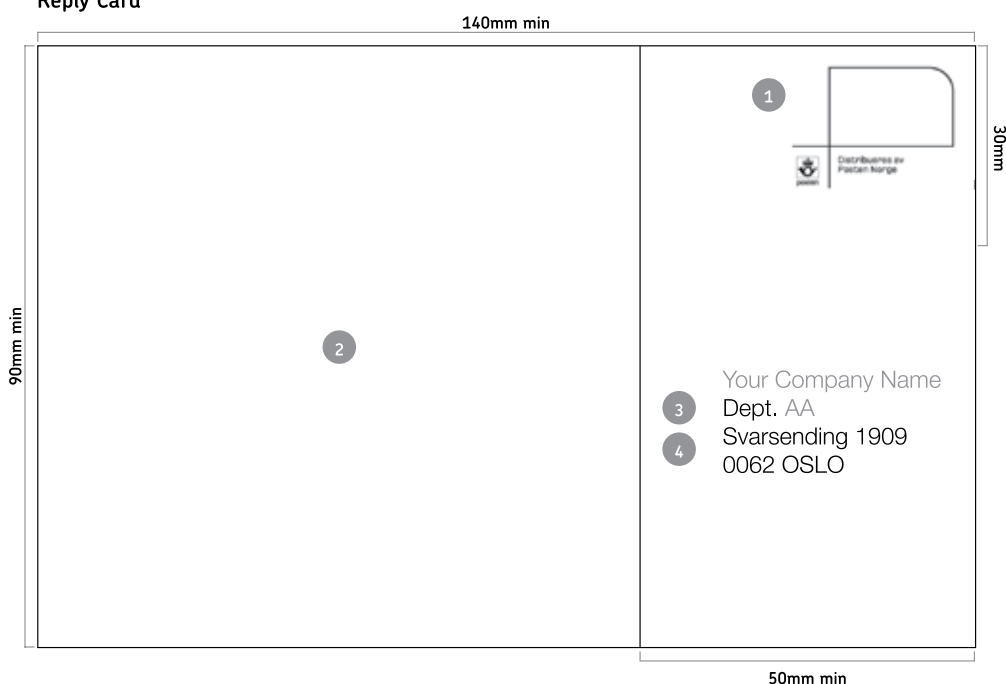 Reply Card
140mm min
1
30mm
Distribueres av
Posten Norge
posten
90mm min
2
Your Company Name
3
Dept. AA
Svarsending 1909
4
0062 OSLO
50mm min